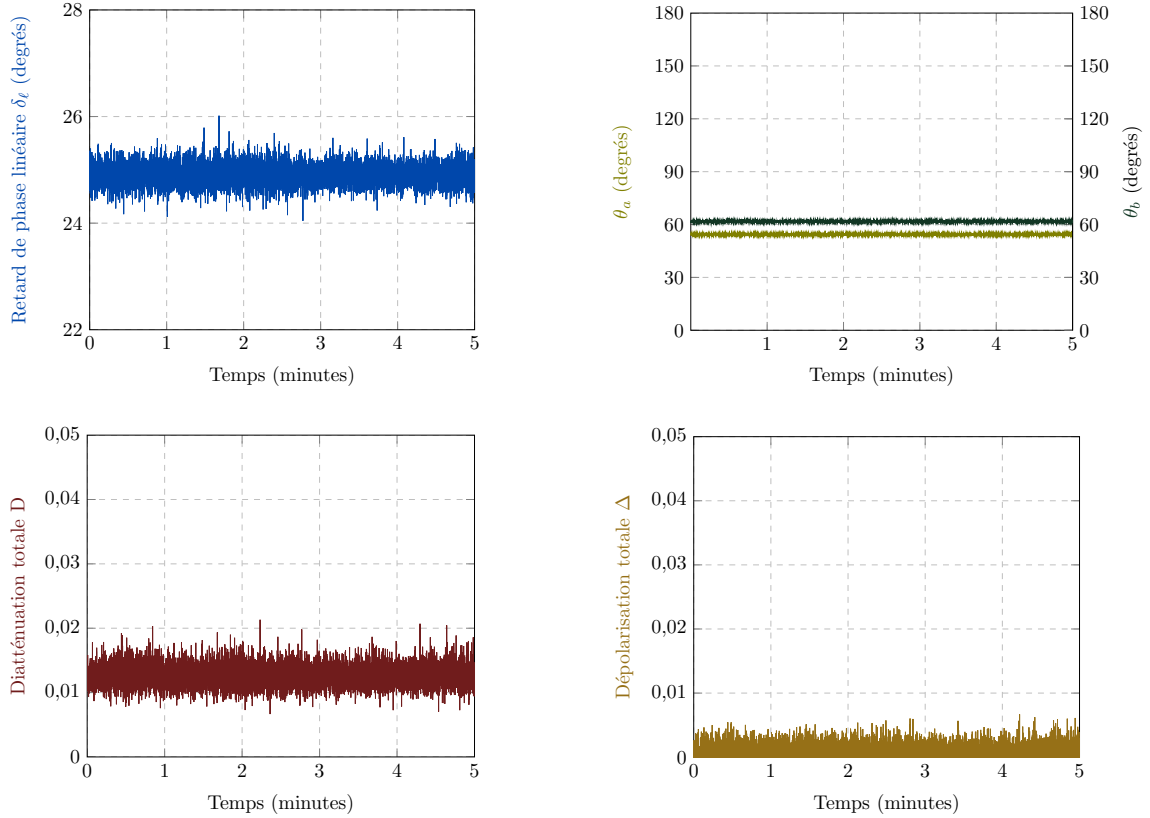 Retard de phase linéaire δℓ (degrés)
28
26
24
22
0 1 2 3 4 5
Temps (minutes)
θa (degrés)
180
150
120
90
60
30
0
1 2 3 4 5
Temps (minutes)
180
150
120
90
60
30
0
θb (degrés)
Diatténuation totale D
0,05
0,04
0,03
0,02
0,01
0
0 1 2 3 4 5
Temps (minutes)
Dépolarisation totale Δ
0,05
0,04
0,03
0,02
0,01
0
0 1 2 3 4 5
Temps (minutes)